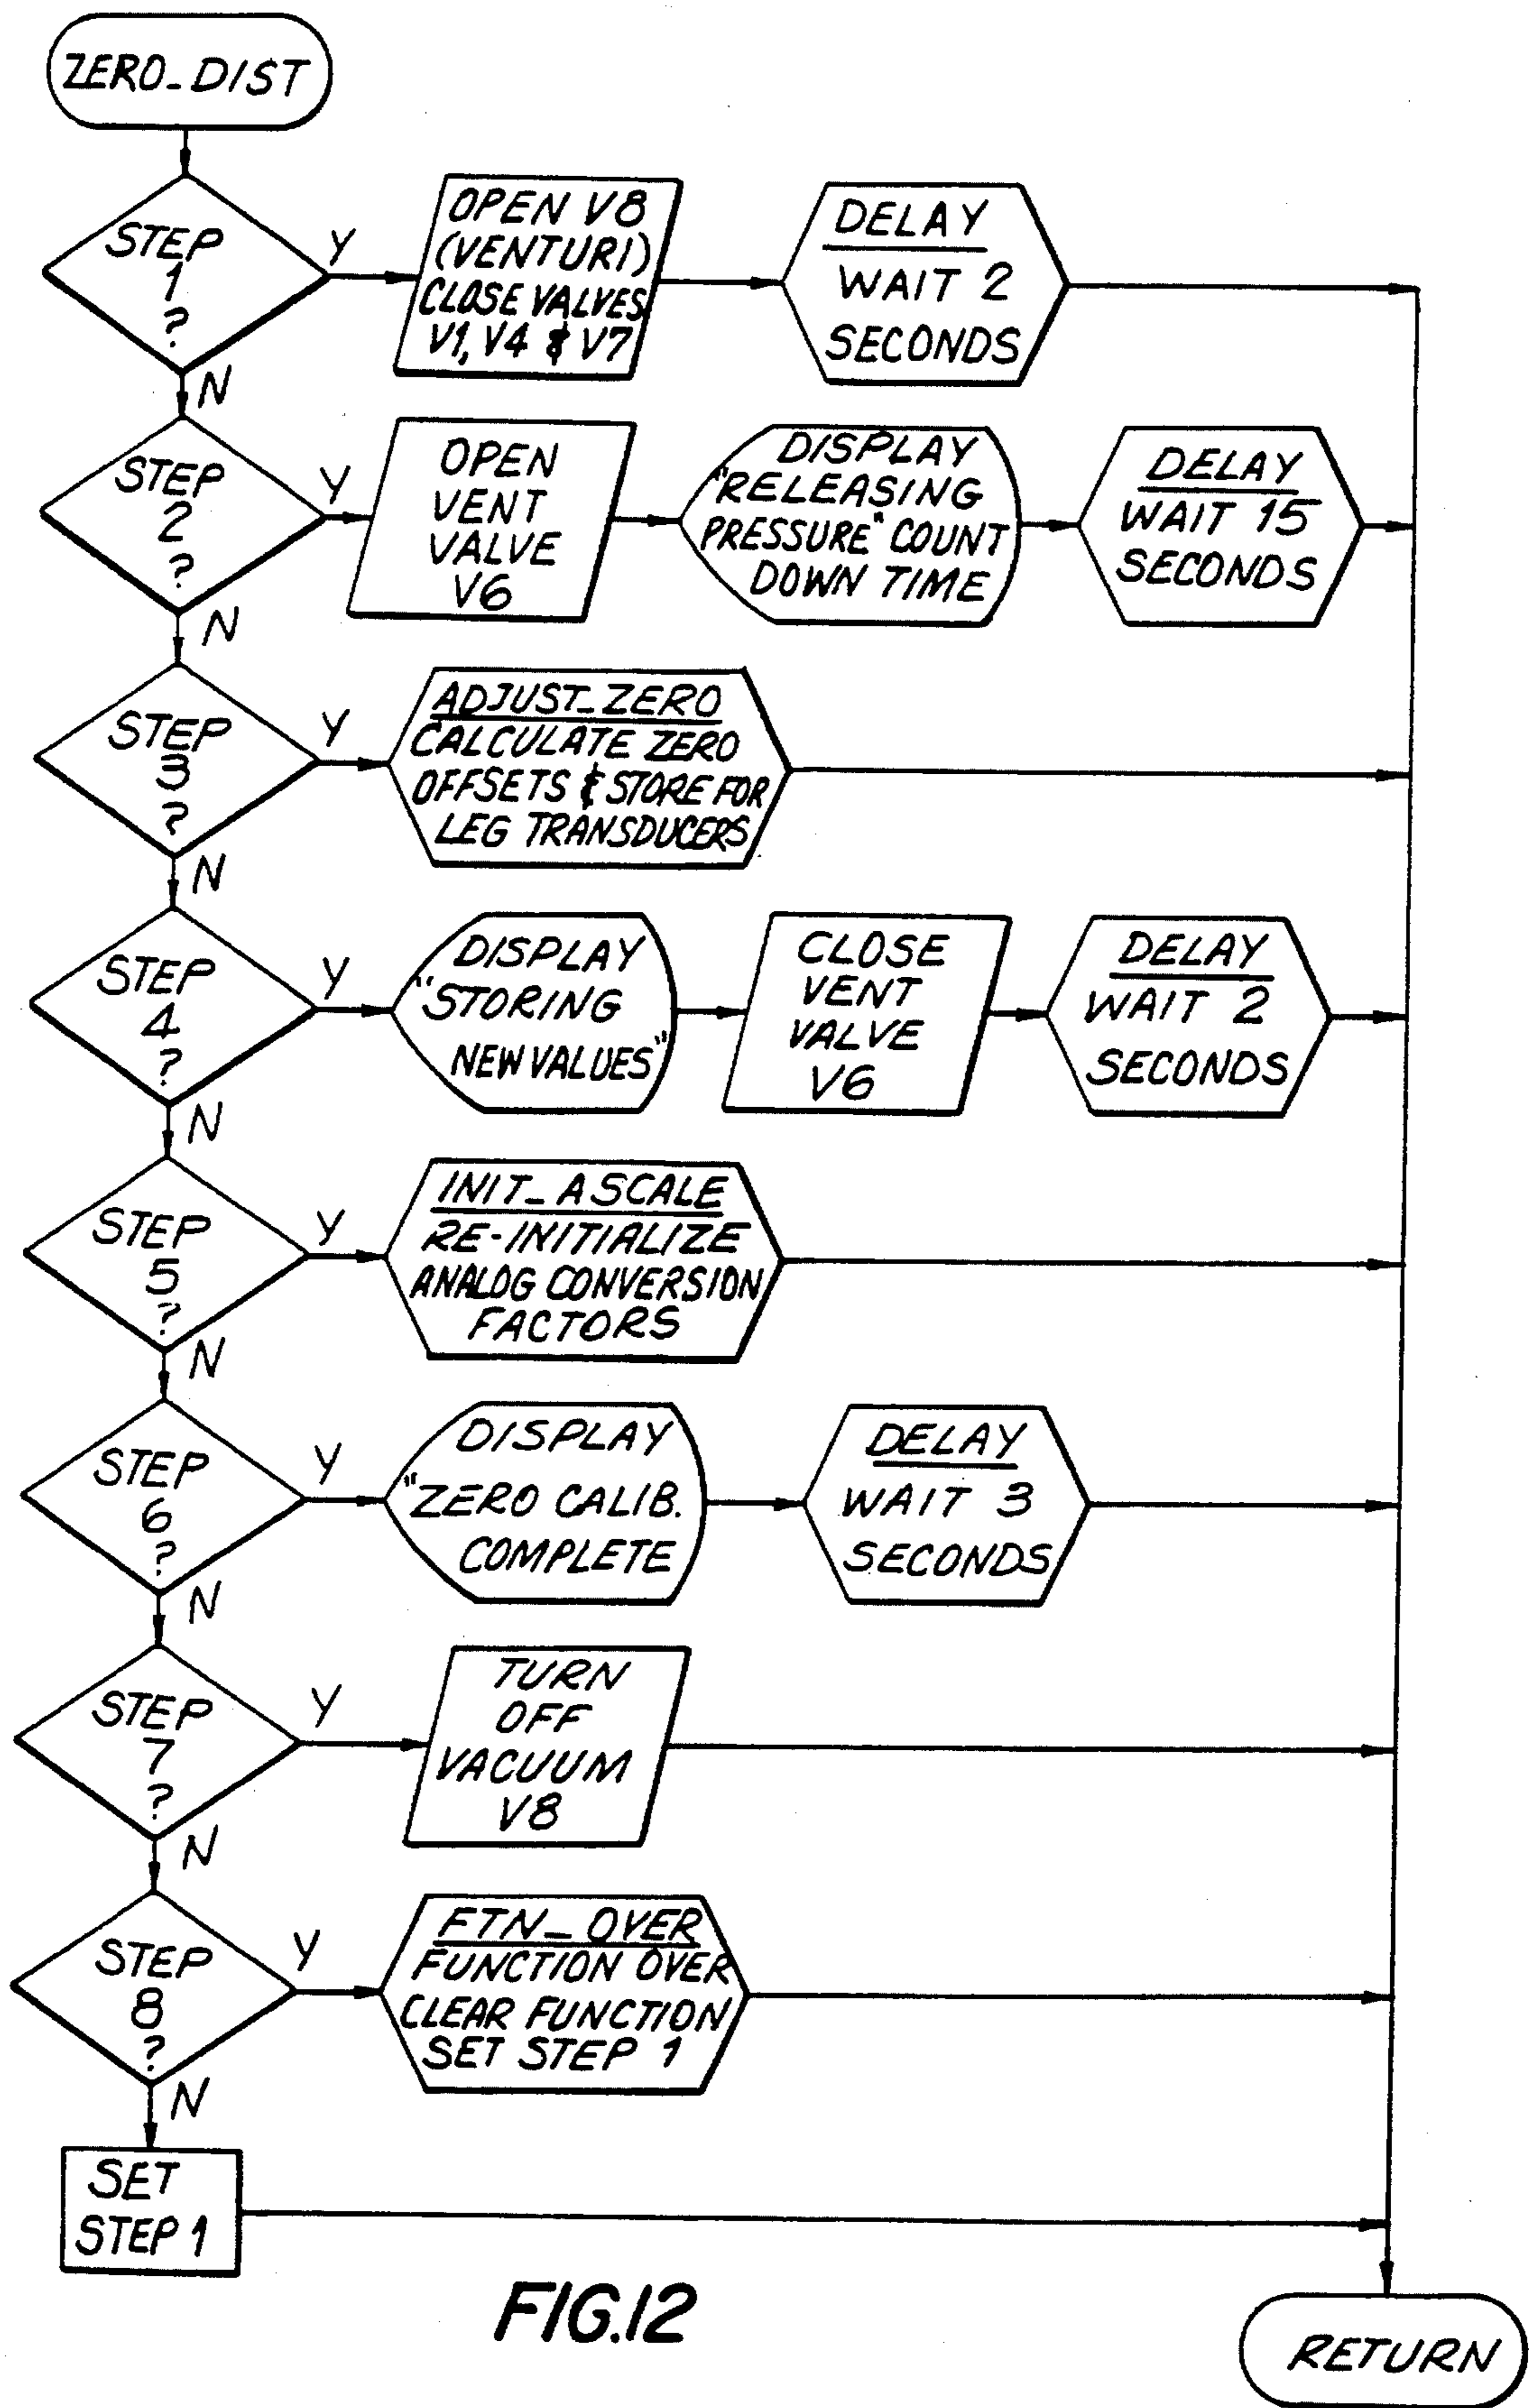 ZERO_DIST
STEP
1
?
Y
OPEN V8
(VENTURI)
CLOSE VALVES
V1, V4 & V7
DELAY
WAIT 2
SECONDS
N
STEP
2
?
Y
OPEN
VENT
VALVE
V6
DISPLAY
"RELEASING
PRESSURE" COUNT
DOWN TIME
DELAY
WAIT 15
SECONDS
N
STEP
3
?
Y
ADJUST_ZERO
CALCULATE ZERO
OFFSETS & STORE FOR
LEG TRANSDUCERS
N
STEP
4
?
Y
DISPLAY
"STORING
NEW VALUES"
CLOSE
VENT
VALVE
V6
DELAY
WAIT 2
SECONDS
N
STEP
5
?
Y
INIT_ASCALE
RE-INITIALIZE
ANALOG CONVERSION
FACTORS
N
STEP
6
?
Y
DISPLAY
"ZERO CALIB.
COMPLETE
DELAY
WAIT 3
SECONDS
N
STEP
7
?
Y
TURN
OFF
VACUUM
V8
N
STEP
8
?
Y
FTN_OVER
FUNCTION OVER
CLEAR FUNCTION
SET STEP 1
N
SET
STEP 1
FIG.12
RETURN